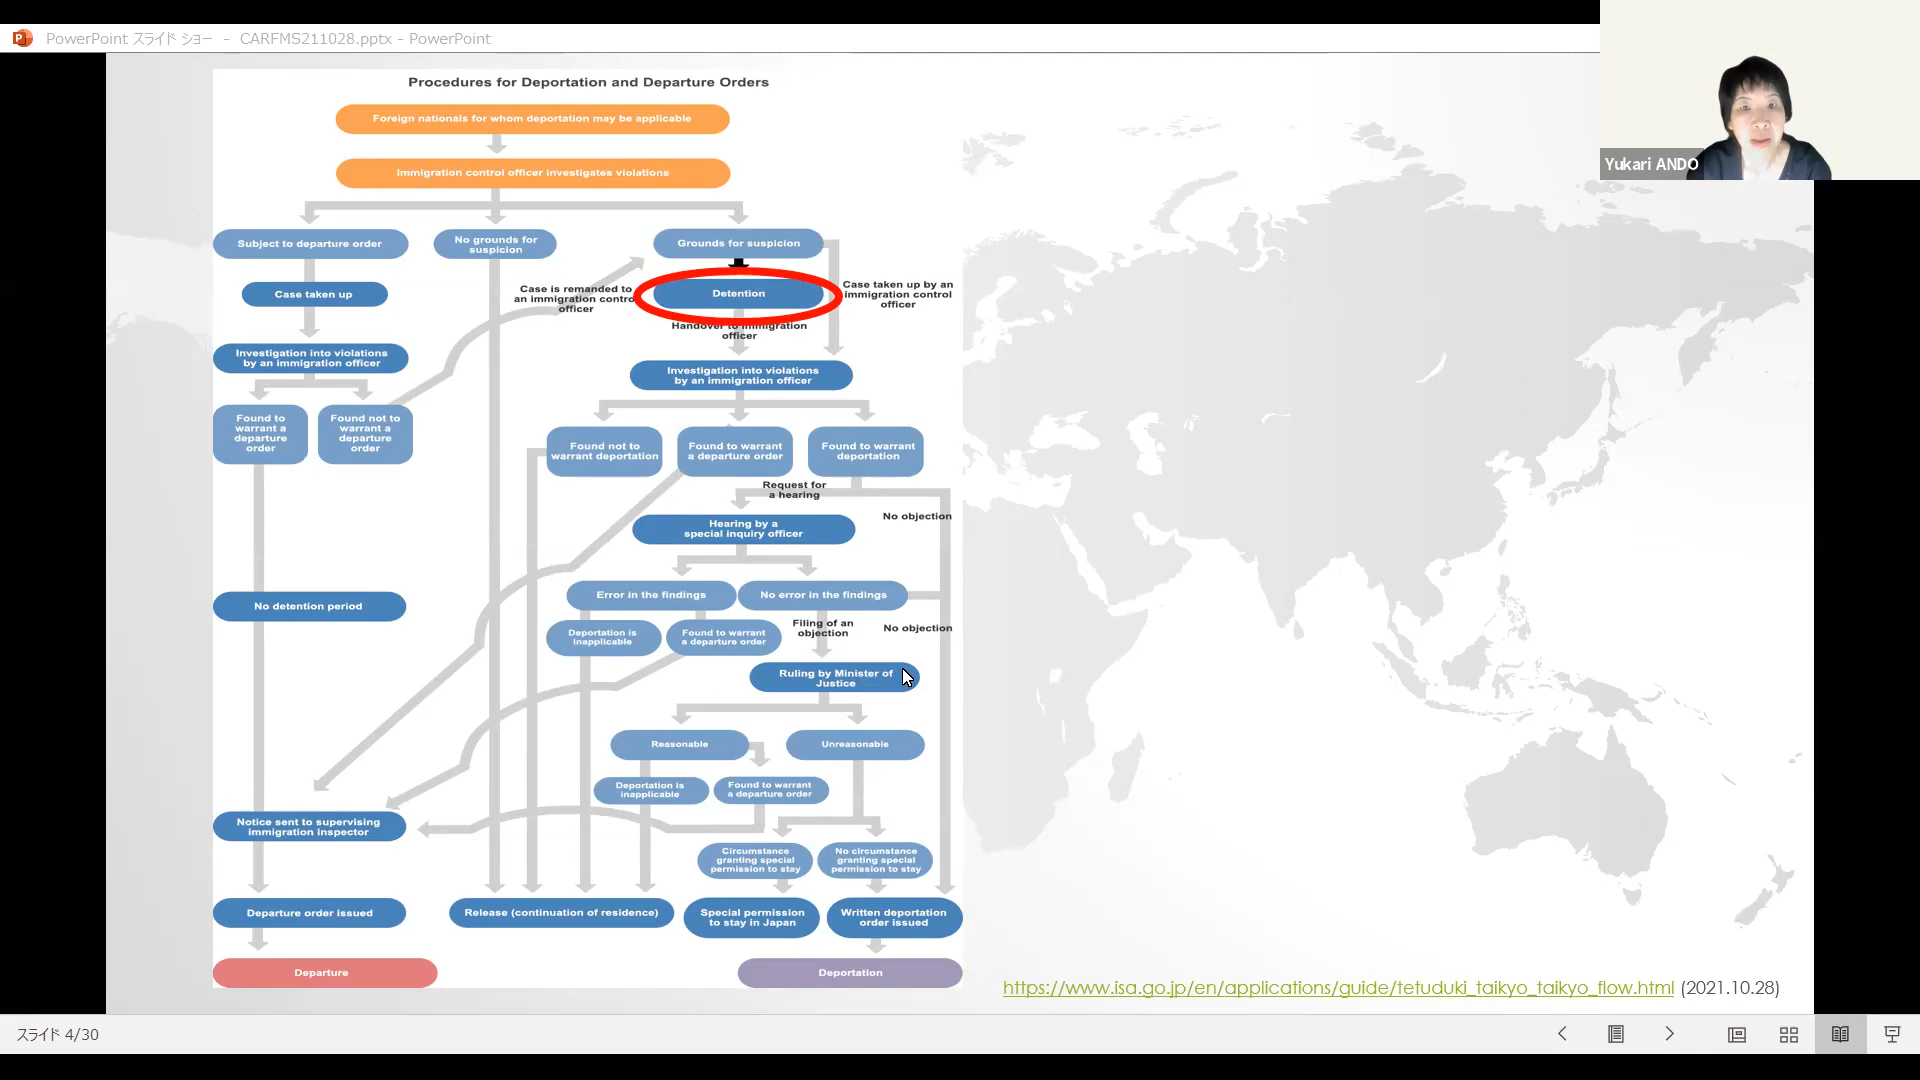 PowerPoint スライド ショー - CARFMS211028.pptx - PowerPoint
Yukari ANDO
Procedures for Deportation and Departure Orders
Foreign nationals for whom deportation may be applicable
Immigration control officer investigates violations
Subject to departure order
No grounds for
suspicion
Grounds for suspicion
Case taken up
Case is remanded to
an immigration contro
officer
Detention
Case taken up by an
immigration control
officer
Handover to immigration
officer
Investigation into violations
by an immigration officer
Investigation into violations
by an immigration officer
Found to
warrant a
departure
order
Found not to
warrant a
departure
order
Found not to
warrant deportation
Found to warrant
a departure order
Found to warrant
deportation
Request for
a hearing
No objection
Hearing by a
special inquiry officer
No detention period
Error in the findings
No error in the findings
Deportation is
inapplicable
Found to warrant
a departure order
Filing of an
objection
No objection
Ruling by Minister of
Justice
Reasonable
Unreasonable
Deportation is
inapplicable
Found to warrant
a departure order
Notice sent to supervising
immigration inspector
Circumstance
granting special
permission to stay
No circumstance
granting special
permission to stay
Departure order issued
Release (continuation of residence)
Special permission
to stay in Japan
Written deportation
order issued
Departure
Deportation
https://www.isa.go.jp/en/applications/guide/tetuduki_taikyo_taikyo_flow.html (2021.10.28)
スライド 4/30